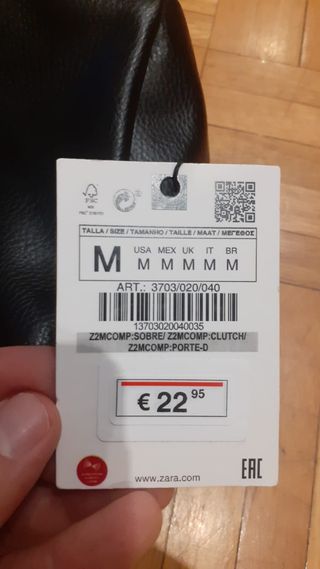 FSC
TALLA / SIZE / TAMANHO / TAILLE / MAAT / ΜΕΓΕΘΟΣ
M
USA MEX UK IT BR
M M M M M
ART.: 3703/020/040
13703020040035
Z2MCOMP:SOBRE/ Z2MCOMP:CLUTCH/
Z2MCOMP:PORTE-D
€ 22 95
www.zara.com
EAC